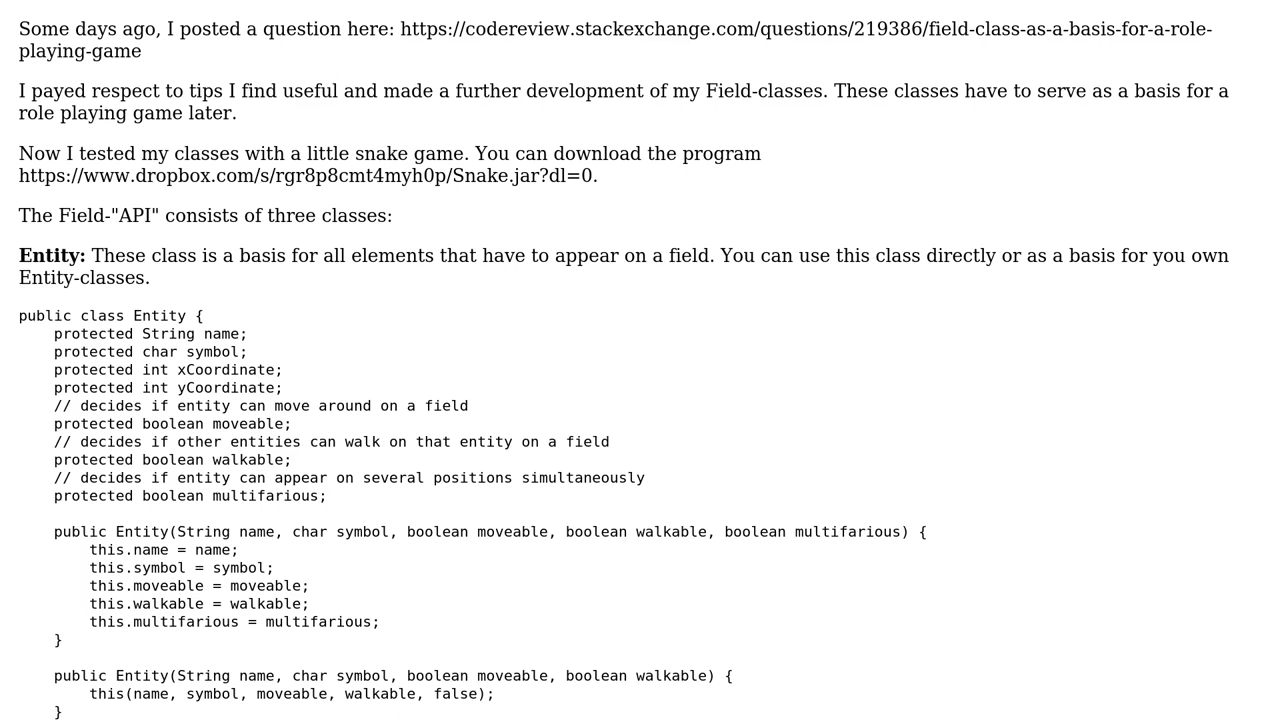 Some days ago, I posted a question here: https://codereview.stackexchange.com/questions/219386/field-class-as-a-basis-for-a-role-
playing-game
I payed respect to tips I find useful and made a further development of my Field-classes. These classes have to serve as a basis for a
role playing game later.
Now I tested my classes with a little snake game. You can download the program
https://www.dropbox.com/s/rgr8p8cmt4myh0p/Snake.jar?dl=0.
The Field-"API" consists of three classes:
Entity: These class is a basis for all elements that have to appear on a field. You can use this class directly or as a basis for you own
Entity-classes.
public class Entity {
    protected String name;
    protected char symbol;
    protected int xCoordinate;
    protected int yCoordinate;
    // decides if entity can move around on a field
    protected boolean moveable;
    // decides if other entities can walk on that entity on a field
    protected boolean walkable;
    // decides if entity can appear on several positions simultaneously
    protected boolean multifarious;
    public Entity(String name, char symbol, boolean moveable, boolean walkable, boolean multifarious) {
        this.name = name;
        this.symbol = symbol;
        this.moveable = moveable;
        this.walkable = walkable;
        this.multifarious = multifarious;
    }
    public Entity(String name, char symbol, boolean moveable, boolean walkable) {
        this(name, symbol, moveable, walkable, false);
    }